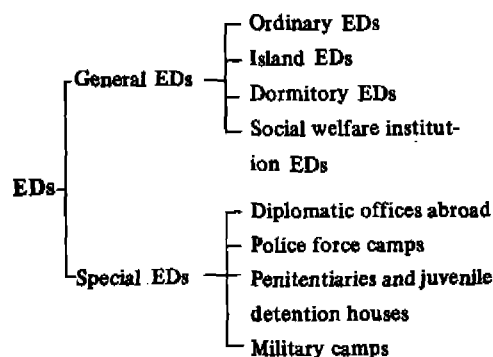 Ordinary EDs
General EDs
Island EDs
Dormitory EDs
Social welfare institut-
ion EDs
EDs
Diplomatic offices abroad
Police force camps
Special EDs
Penitentiaries and juvenile
detention houses
Military camps